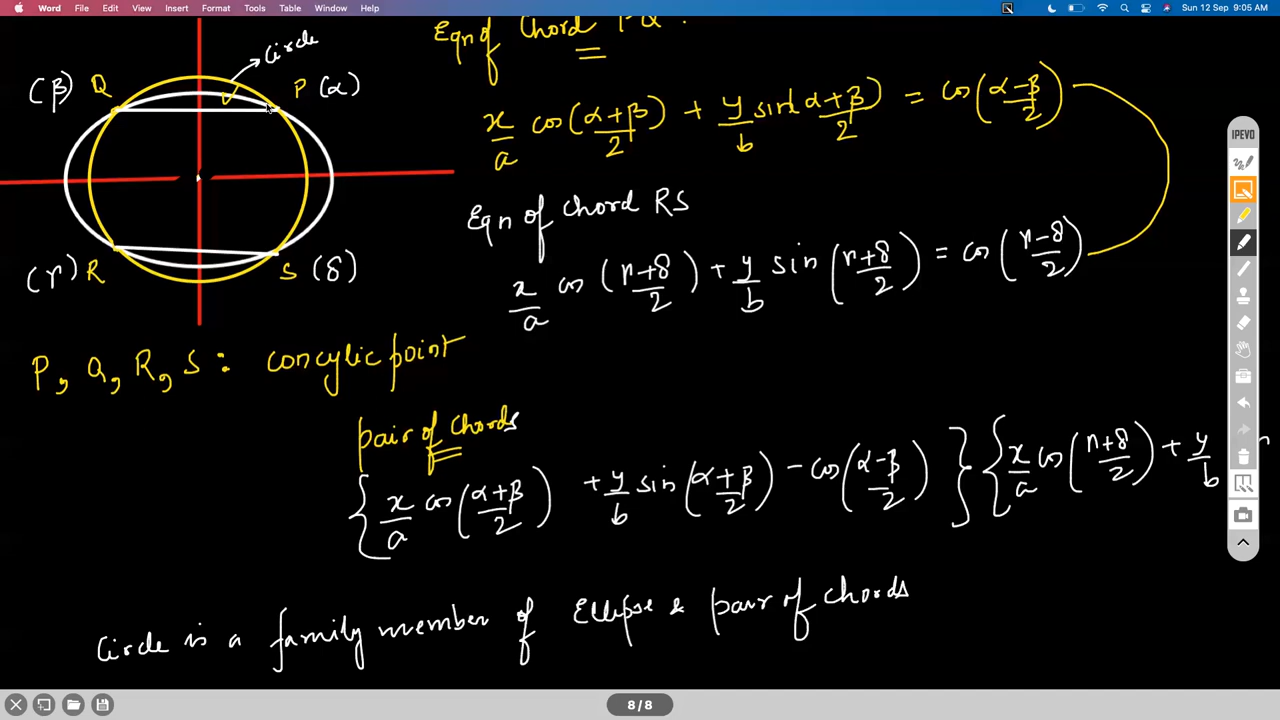 Word File Edit View Insert Format Tools Table Window Help Sun 12 Sep 9:05 AM
Eqn of Chord PQ :
Circle
(β) Q P (α)
x/a cos(α+β/2) + y/b sin(α+β/2) = cos(α-β/2)
IPEVO
Eqn of chord RS
(r) R S (δ)
x/a cos(r+δ/2) + y/b sin(r+δ/2) = cos(r-δ/2)
P, Q, R, S : concylic point
pair of chords
{x/a cos(α+β/2) + y/b sin(α+β/2) - cos(α-β/2)} {x/a cos(r+δ/2) + y/b
Circle is a family member of Ellipse & pair of chords
8/8